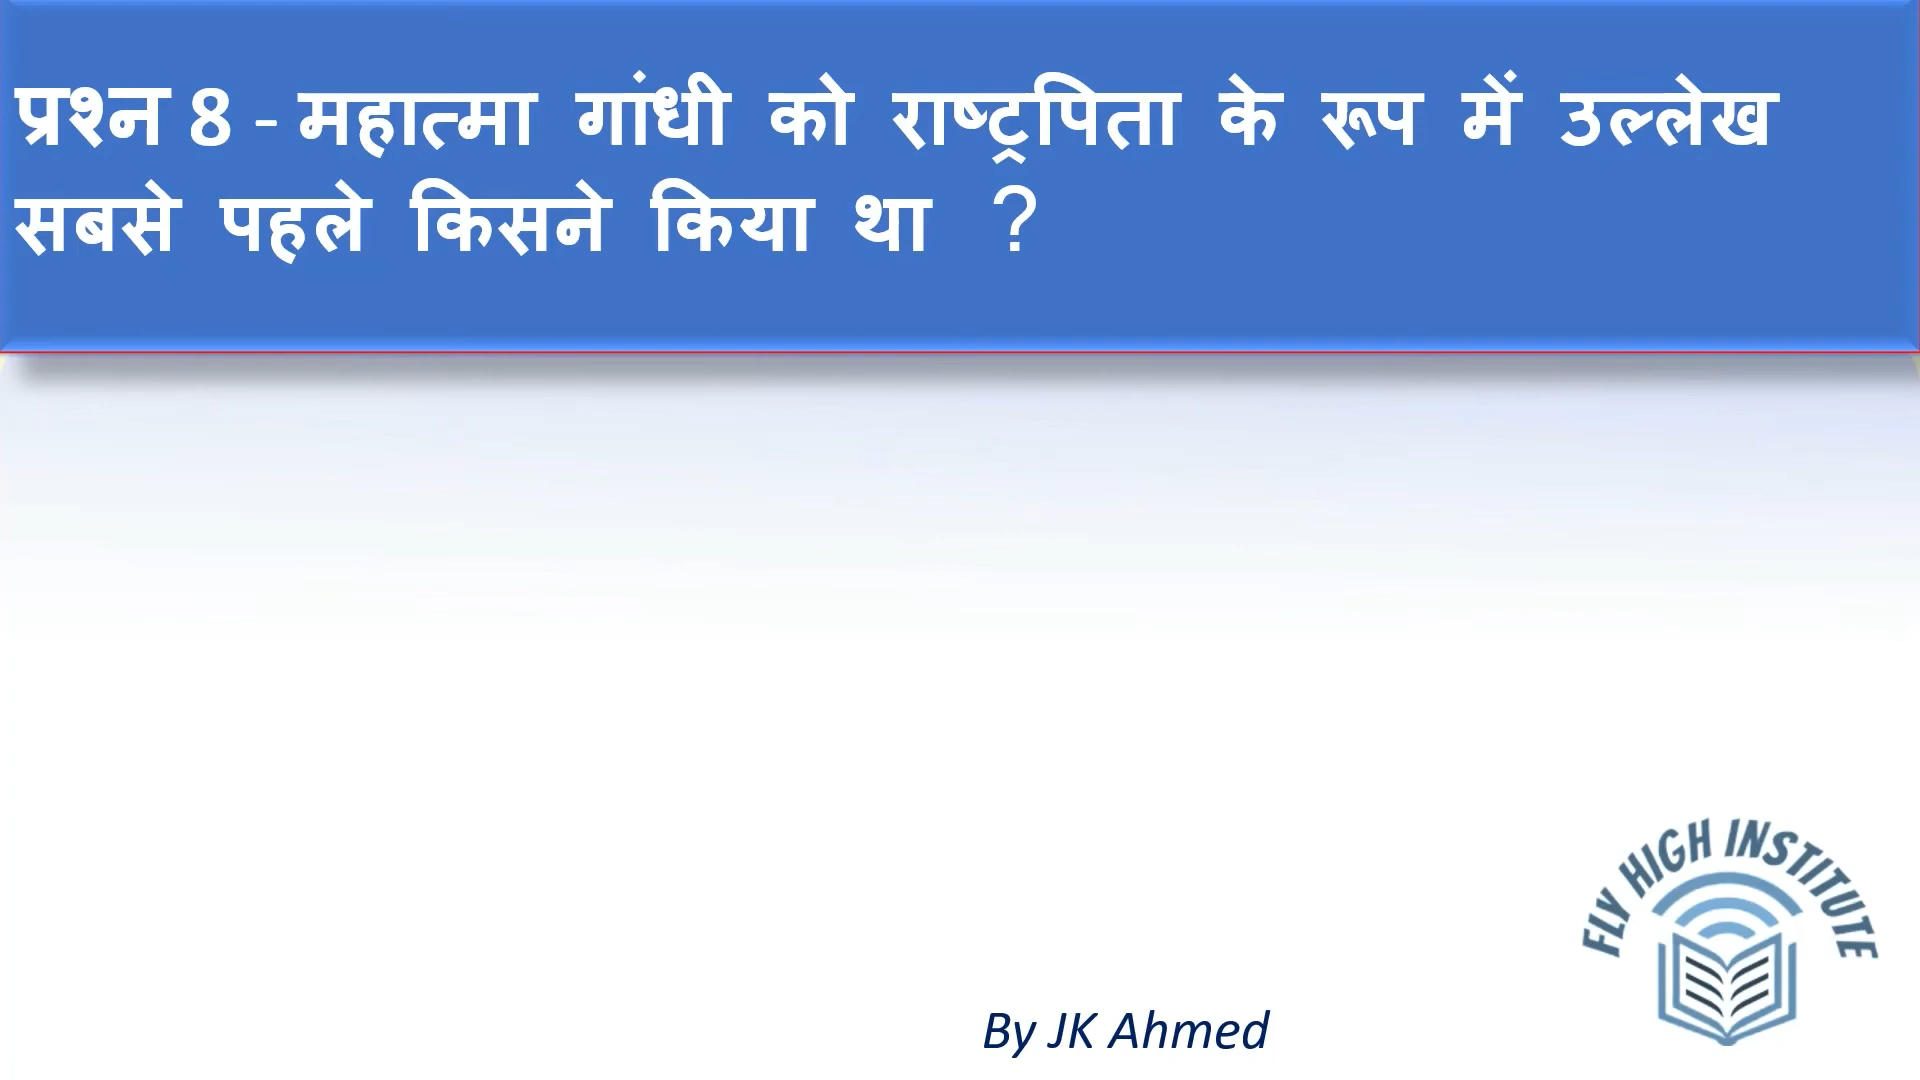 प्रश्न 8 - महात्मा गांधी को राष्ट्रपिता के रूप में उल्लेख
सबसे पहले किसने किया था ?
FLY HIGH INSTITUTE
By JK Ahmed